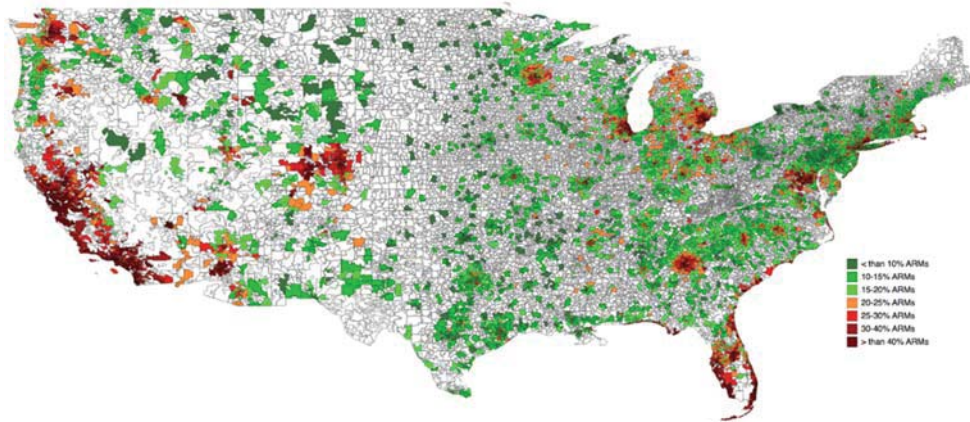 < than 10% ARMs
10-15% ARMs
15-20% ARMs
20-25% ARMs
25-30% ARMs
30-40% ARMs
> than 40% ARMs